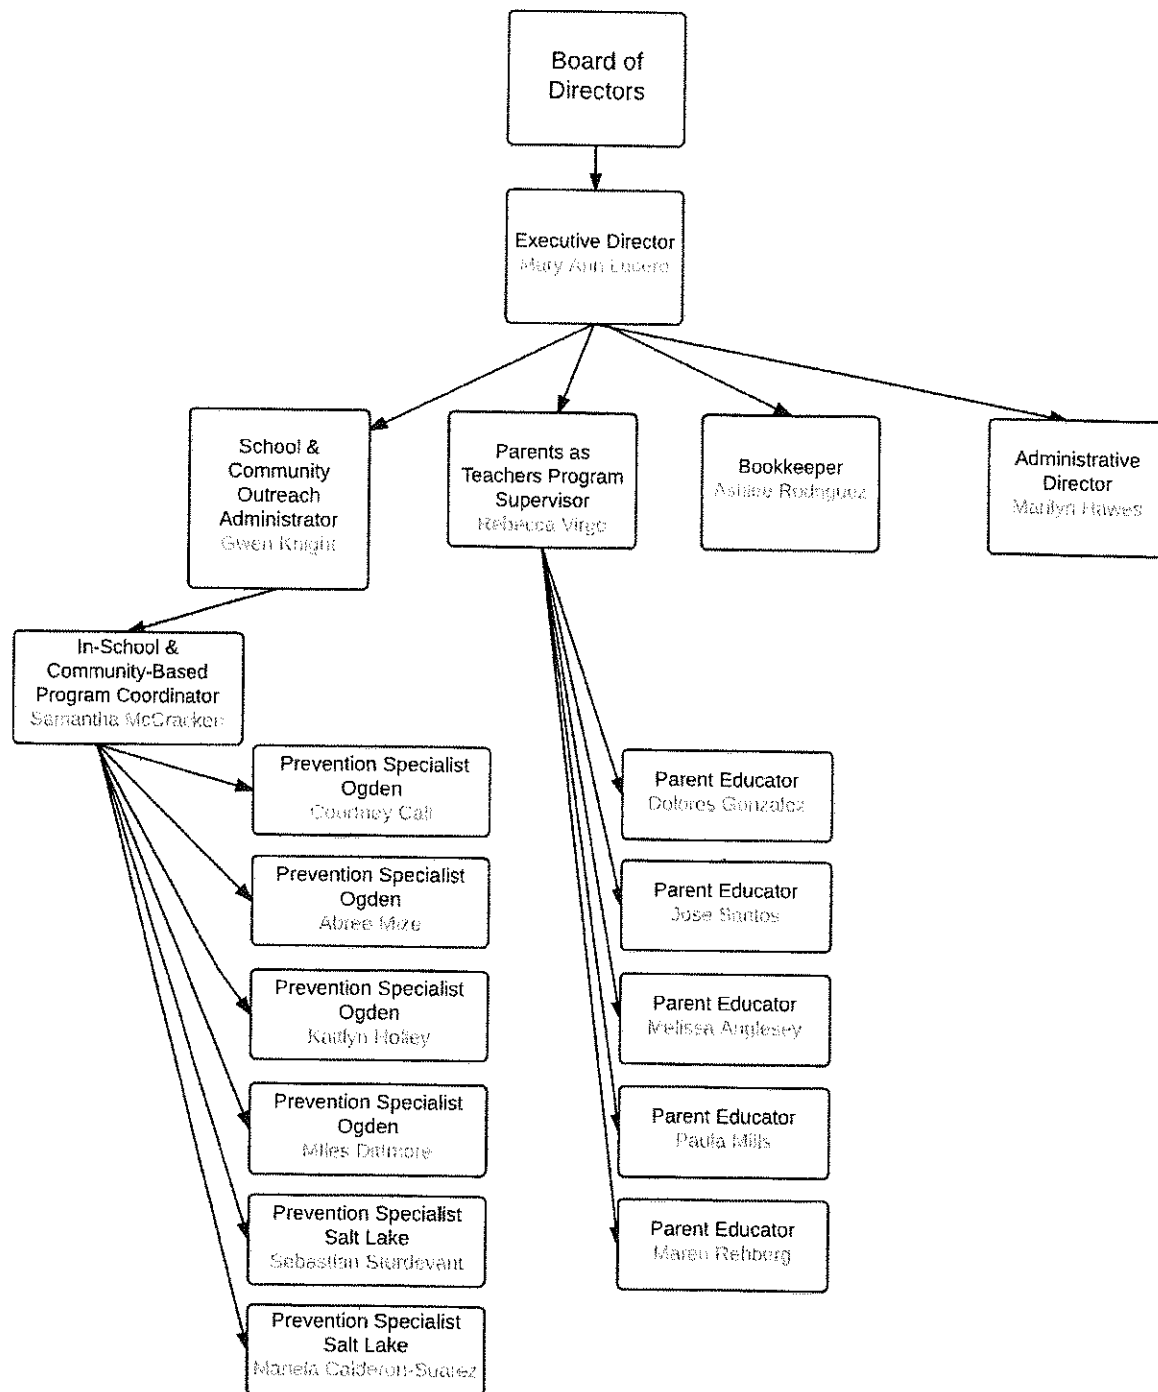 Board of
Directors
Executive Director
Mary Ann Lucero
School &
Community
Outreach
Administrator
Gwen Knight
Parents as
Teachers Program
Supervisor
Rebecca Virgo
Bookkeeper
Ashlee Rodriguez
Administrative
Director
Marilyn Hawes
In-School &
Community-Based
Program Coordinator
Samantha McCracken
Prevention Specialist
Ogden
Courtney Call
Prevention Specialist
Ogden
Abree Mize
Prevention Specialist
Ogden
Kaitlyn Holley
Prevention Specialist
Ogden
Miles
Prevention Specialist
Salt Lake
Sebastian Sturdevant
Prevention Specialist
Salt Lake
Mariela Calderon-Suarez
Parent Educator
Dolores Gonzalez
Parent Educator
Jose Santos
Parent Educator
Melissa Anglesey
Parent Educator
Paula Mills
Parent Educator
Maren Rehberg